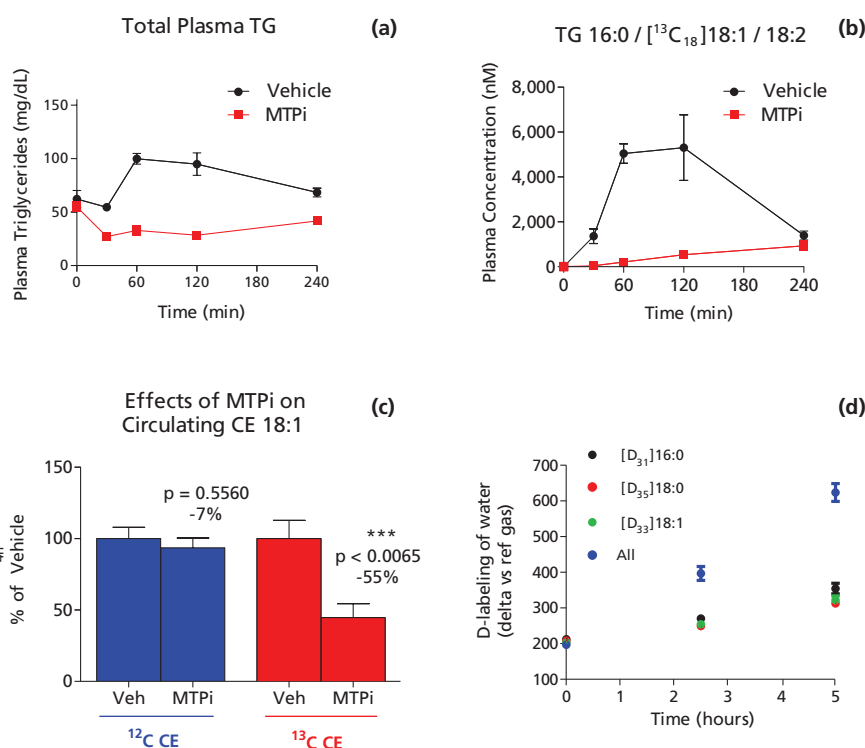 Total Plasma TG
(a)
Vehicle
MTPi
Plasma Triglycerides (mg/dL)
150
100
50
0
0 60 120 180 240
Time (min)
(b)
TG 16:0 / [¹³C₁₈]18:1 / 18:2
Vehicle
MTPi
Plasma Concentration (nM)
8,000
6,000
4,000
2,000
0
0 60 120 180 240
Time (min)
Effects of MTPi on
Circulating CE 18:1
(c)
% of Vehicle
150
100
50
0
p = 0.5560
-7%
***
p < 0.0065
-55%
Veh MTPi Veh MTPi
¹²C CE ¹³C CE
(d)
[D₃₁]16:0
[D₃₅]18:0
[D₃₃]18:1
All
D-labeling of water
(delta vs ref gas)
700
600
500
400
300
200
100
0 1 2 3 4 5
Time (hours)